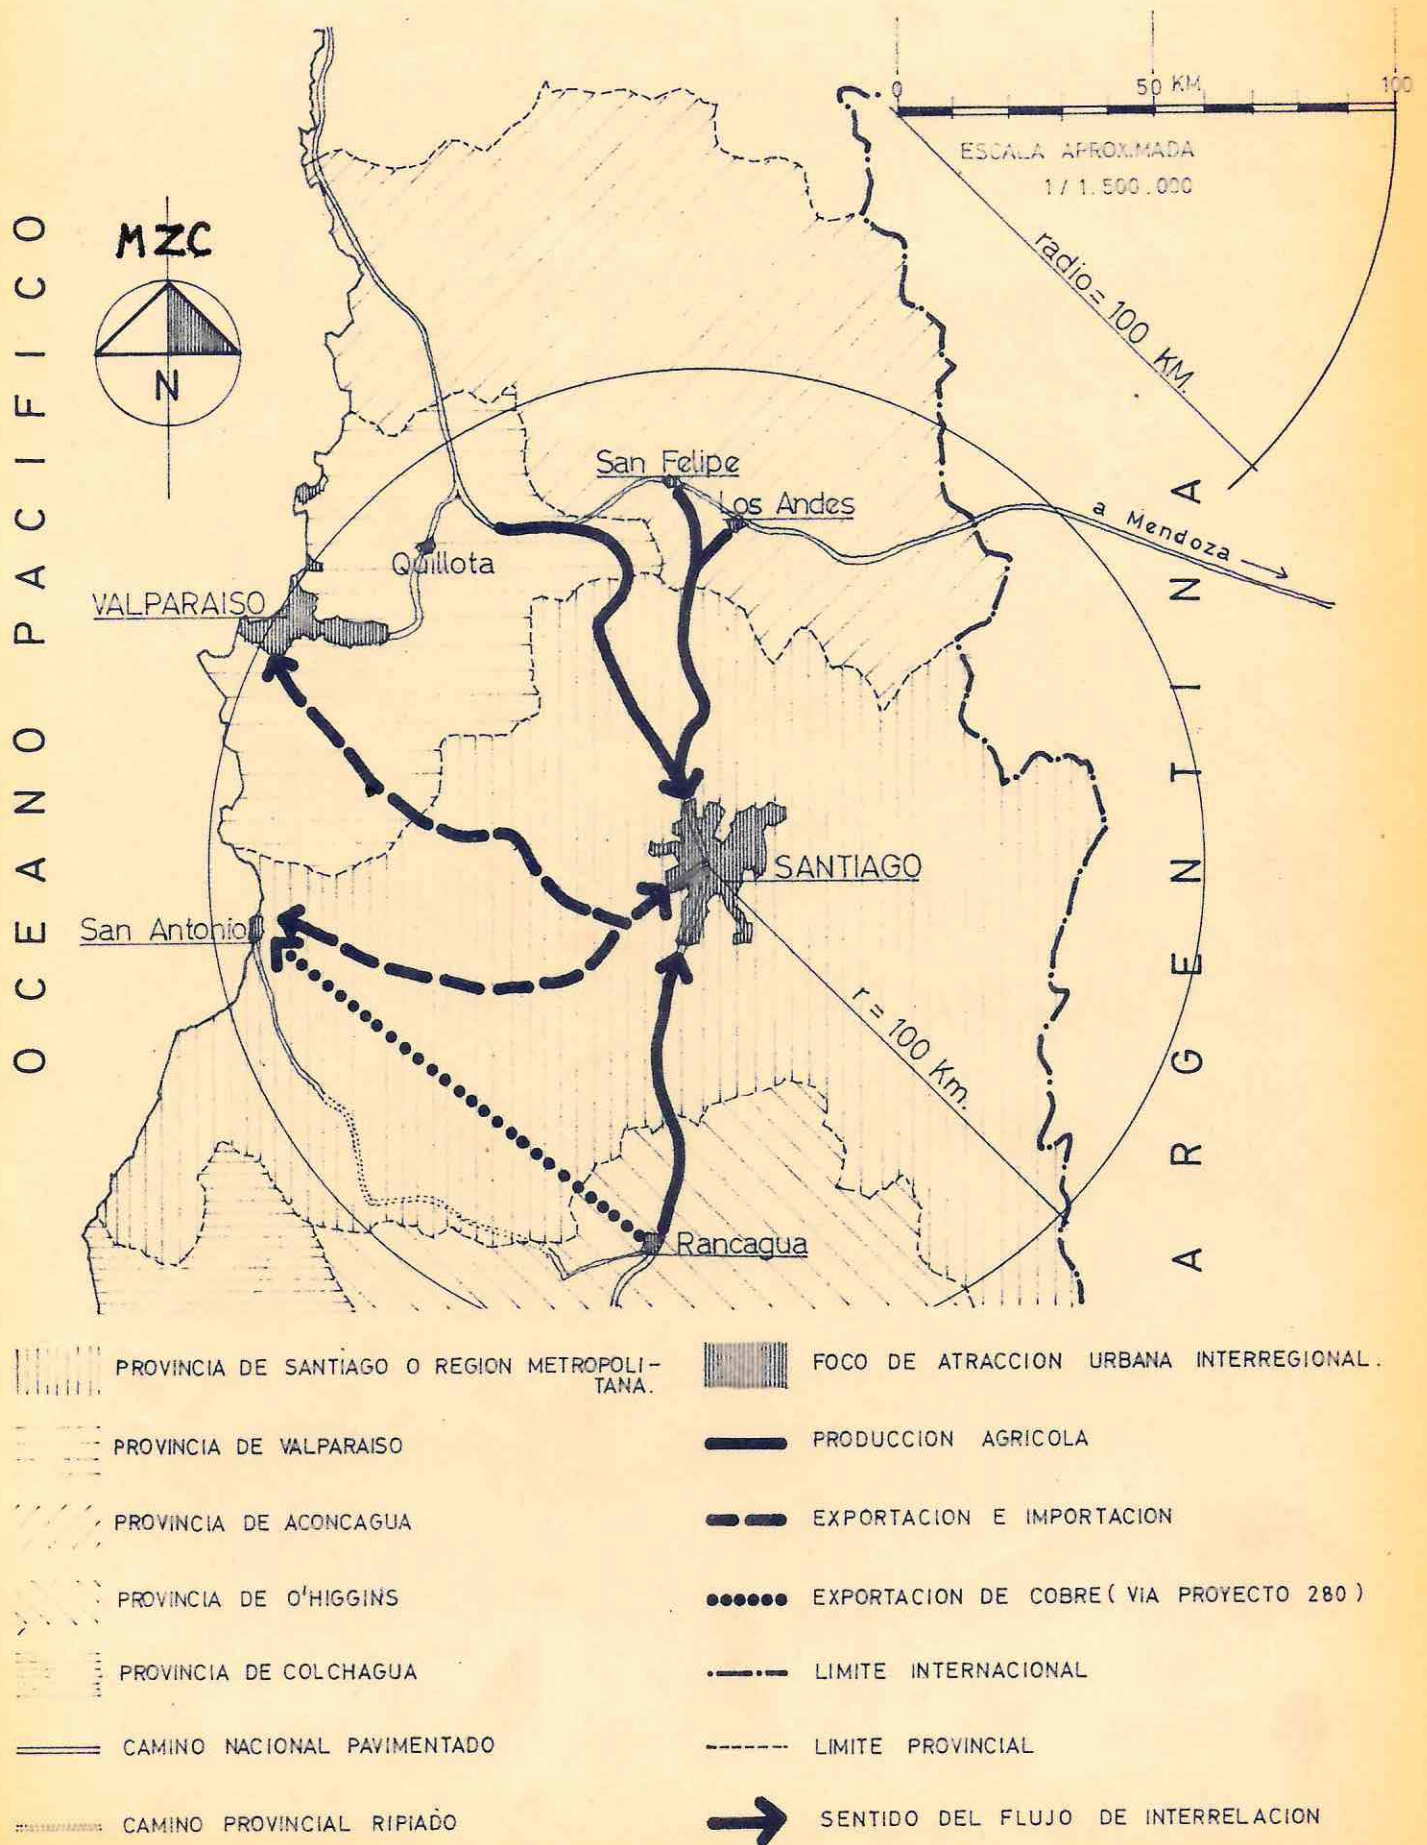 0
50 KM
100
ESCALA APROXIMADA
1 / 1.500.000
radio= 100 KM.
MZC
N
OCEANO PACIFICO
ARGENTINA
San Felipe
Los Andes
a Mendoza
Quillota
VALPARAISO
SANTIAGO
San Antonio
r = 100 Km.
Rancagua
PROVINCIA DE SANTIAGO O REGION METROPOLI-
TANA.
PROVINCIA DE VALPARAISO
PROVINCIA DE ACONCAGUA
PROVINCIA DE O'HIGGINS
PROVINCIA DE COLCHAGUA
CAMINO NACIONAL PAVIMENTADO
CAMINO PROVINCIAL RIPIADO
FOCO DE ATRACCION URBANA INTERREGIONAL.
PRODUCCION AGRICOLA
EXPORTACION E IMPORTACION
EXPORTACION DE COBRE ( VIA PROYECTO 280 )
LIMITE INTERNACIONAL
LIMITE PROVINCIAL
SENTIDO DEL FLUJO DE INTERRELACION